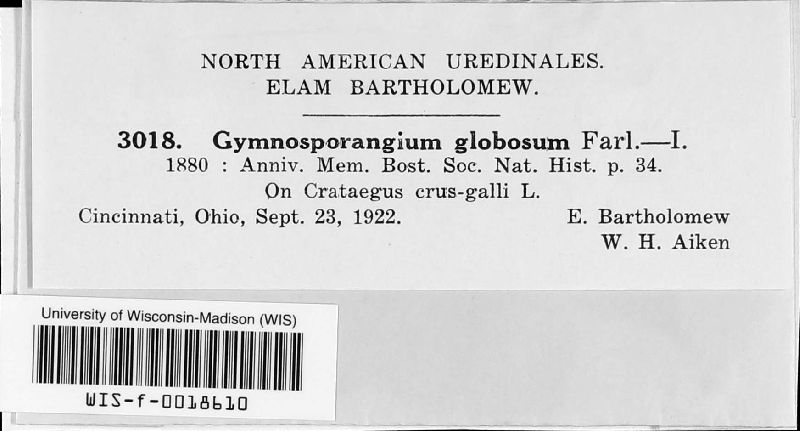 NORTH AMERICAN UREDINALES.
ELAM BARTHOLOMEW.
3018. Gymnosporangium globosum Farl.—I.
1880 : Anniv. Mem. Bost. Soc. Nat. Hist. p. 34.
On Crataegus crus-galli L.
Cincinnati, Ohio, Sept. 23, 1922. E. Bartholomew
W. H. Aiken
University of Wisconsin-Madison (WIS)
WIS-f-0018610